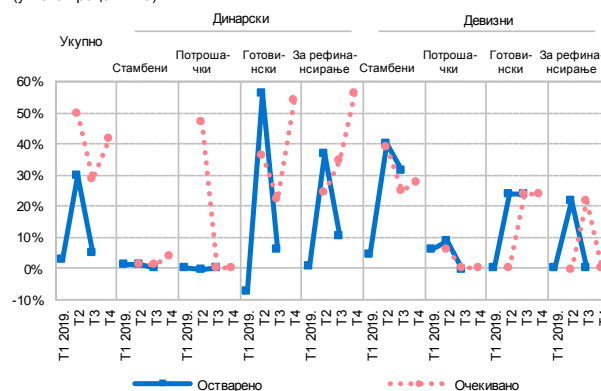 Динарски
Девизни
Укупно
Потроша-
чки
Готови-
нски
За рефина-
нсирање
Потроша-
чки
Готови-
нски
За рефина-
нсирање
Стамбени
Стамбени
60%
50%
40%
30%
20%
10%
0%
-10%
Т1 2019.
Т2
Т3
Т4
Т1 2019.
Т2
Т3
Т4
Т1 2019.
Т2
Т3
Т4
Т1 2019.
Т2
Т3
Т4
Т1 2019.
Т2
Т3
Т4
Т1 2019.
Т2
Т3
Т4
Т1 2019.
Т2
Т3
Т4
Т1 2019.
Т2
Т3
Т4
Т1 2019.
Т2
Т3
Т4
Остварено
Очекивано